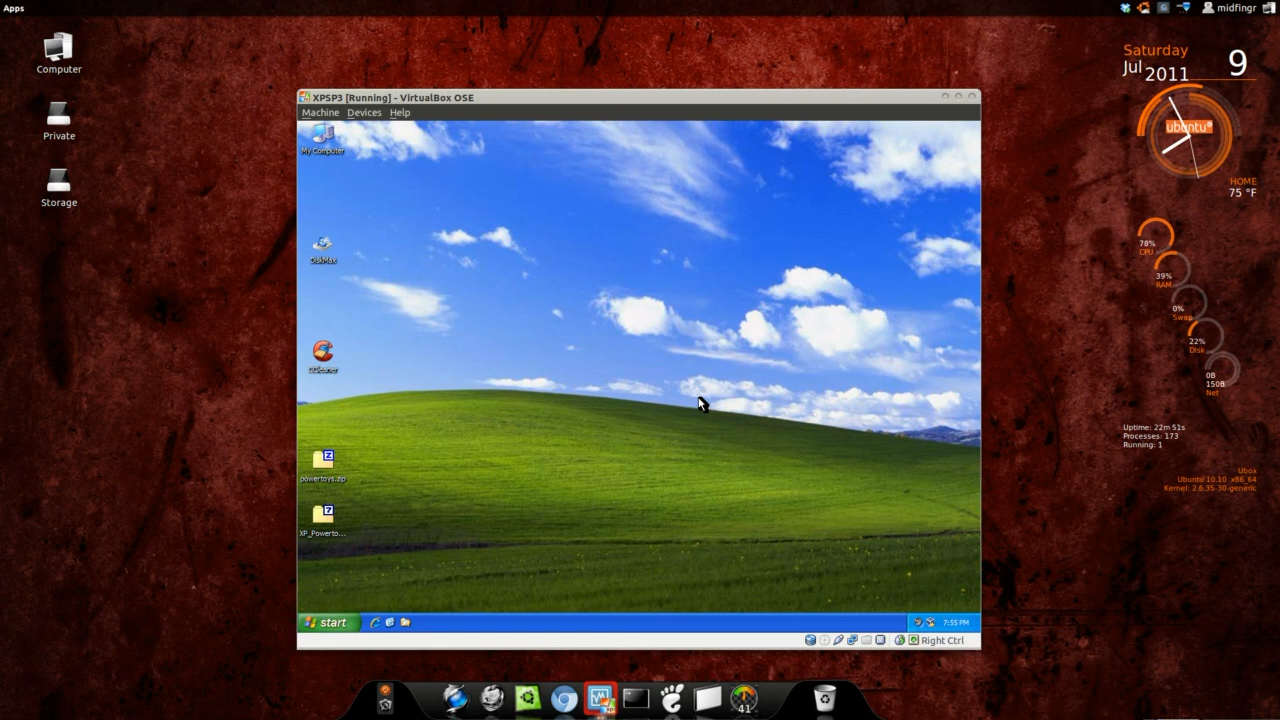 Apps
midfingr
Computer
Private
Storage
XPSP3 [Running] - VirtualBox OSE
Machine Devices Help
My Computer
DiskMax
CCleaner
powertoys.zip
XP_Powerto...
start
7:55 PM
Right Ctrl
Saturday
9
Jul 2011
ubuntu
HOME
75 °F
78%
CPU
39%
RAM
0%
Swap
22%
Disk
0B
150B
Net
Uptime: 22m 51s
Processes: 173
Running: 1
Ubox
Ubuntu 10.10 x86_64
Kernel: 2.6.35-30-generic
41